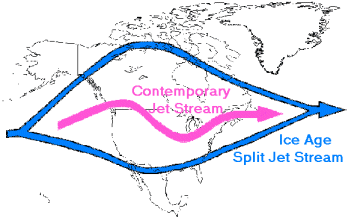 Contemporary
Jet Stream
Ice Age
Split Jet Stream